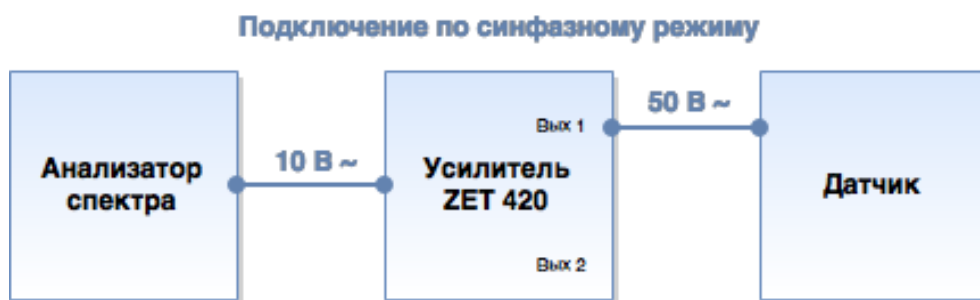 Подключение по синфазному режиму
Анализатор
спектра
10 В ~
Усилитель
ZET 420
Вых 1
Вых 2
50 В ~
Датчик